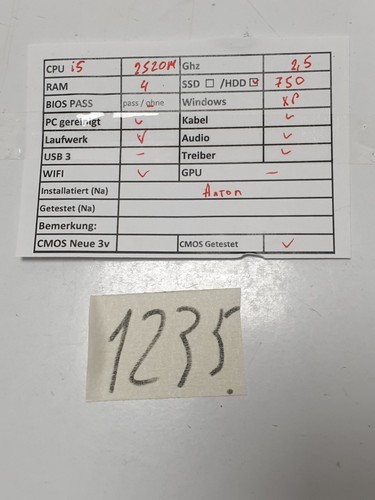 CPU i5 2520M Ghz 2,5
RAM 4 SSD ☐ /HDD ☑ 750
BIOS PASS pass / ohne Windows XP
PC gereinigt ✓ Kabel ✓
Laufwerk ✓ Audio ✓
USB 3 – Treiber ✓
WIFI ✓ GPU –
Installiert (Na) Anton
Getestet (Na)
Bemerkung:
CMOS Neue 3v CMOS Getestet ✓
1235.